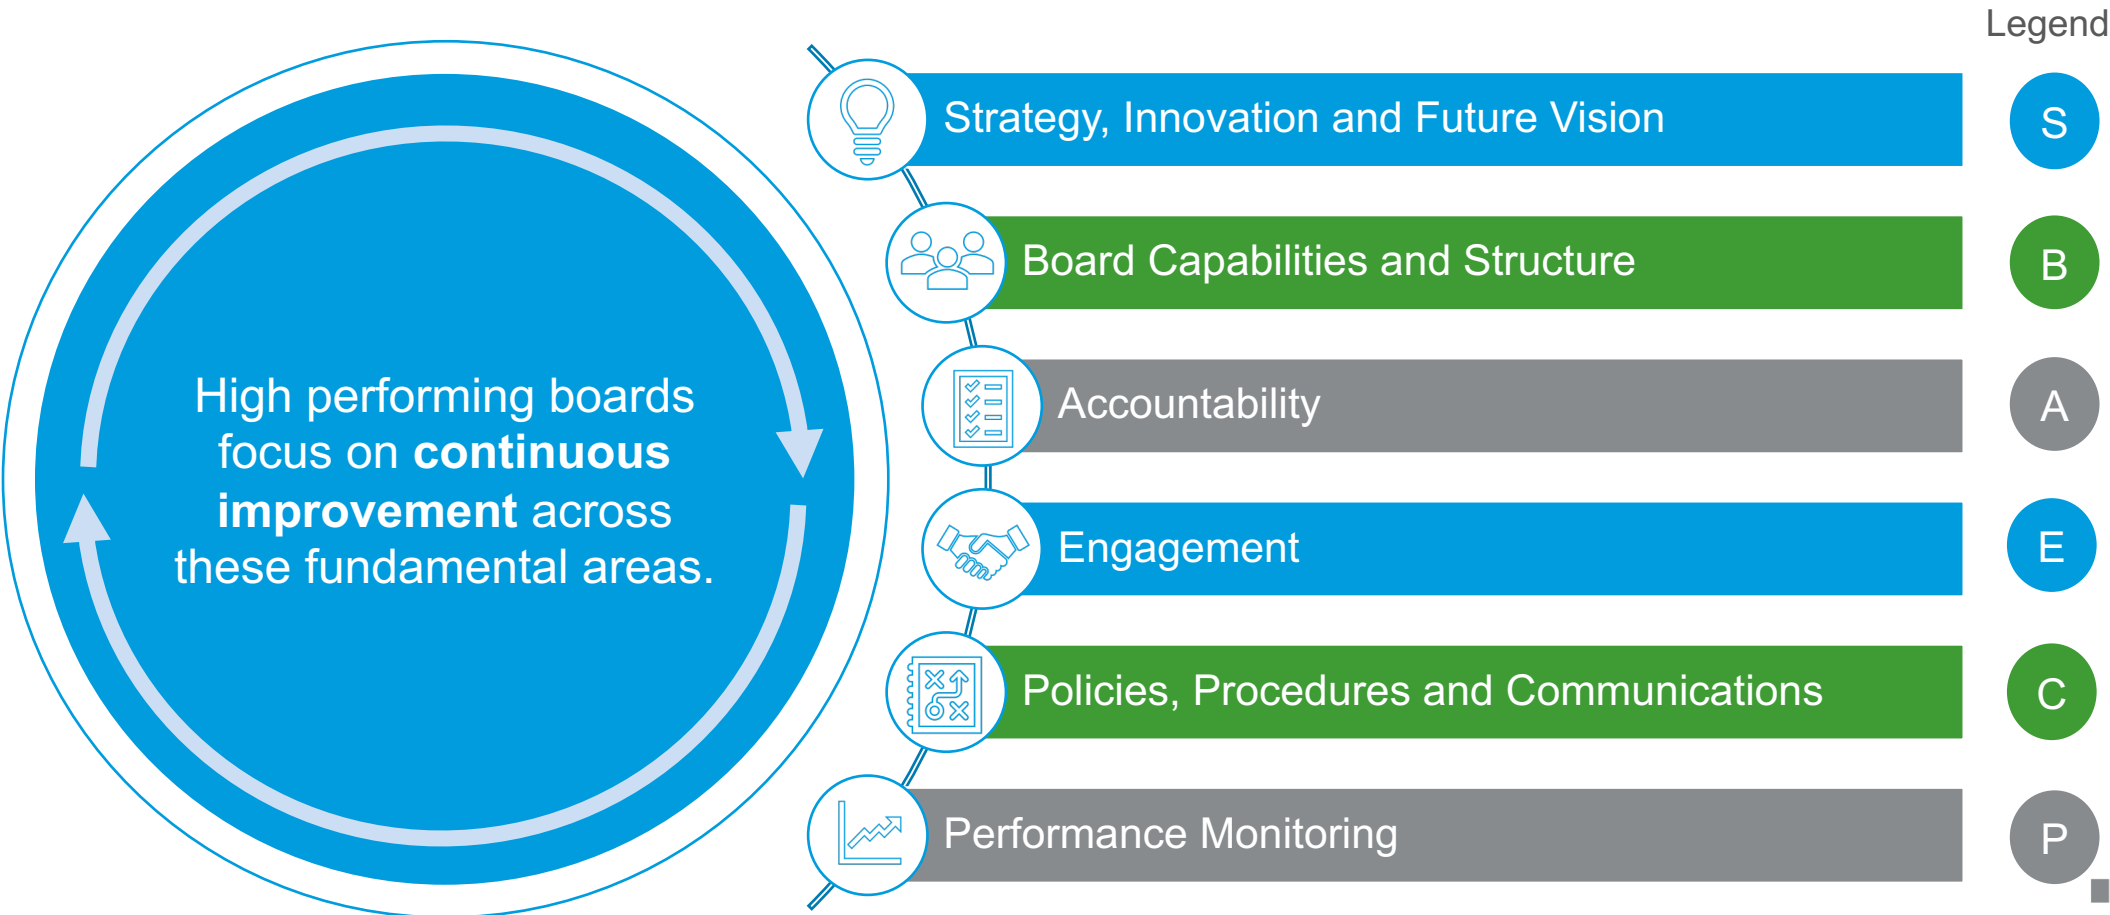 Legend
High performing boards
focus on continuous
improvement across
these fundamental areas.
Strategy, Innovation and Future Vision
S
Board Capabilities and Structure
B
Accountability
A
Engagement
E
Policies, Procedures and Communications
C
Performance Monitoring
P